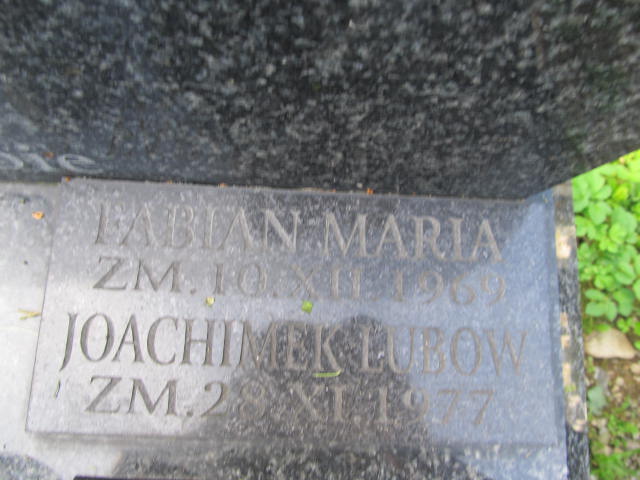 FABIAN MARIA
ZM. 10.XII.1969
JOACHIMEK LUBOW
ZM. 28 XI.1977